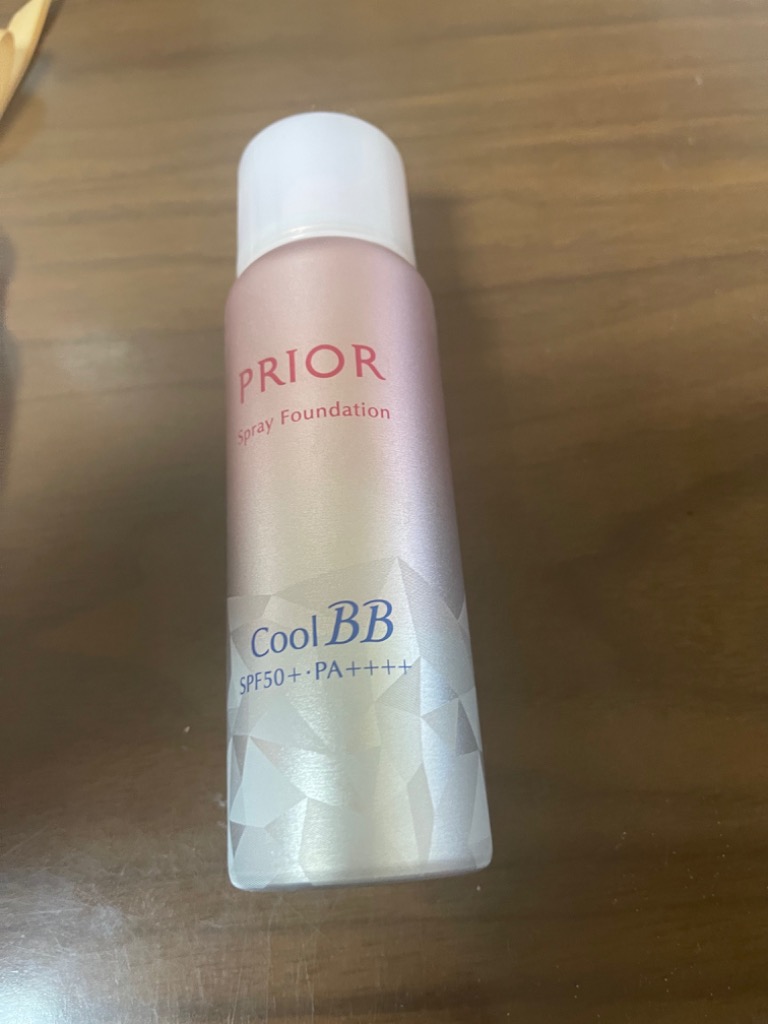 PRIOR
Spray Foundation
Cool BB
SPF50+・PA++++